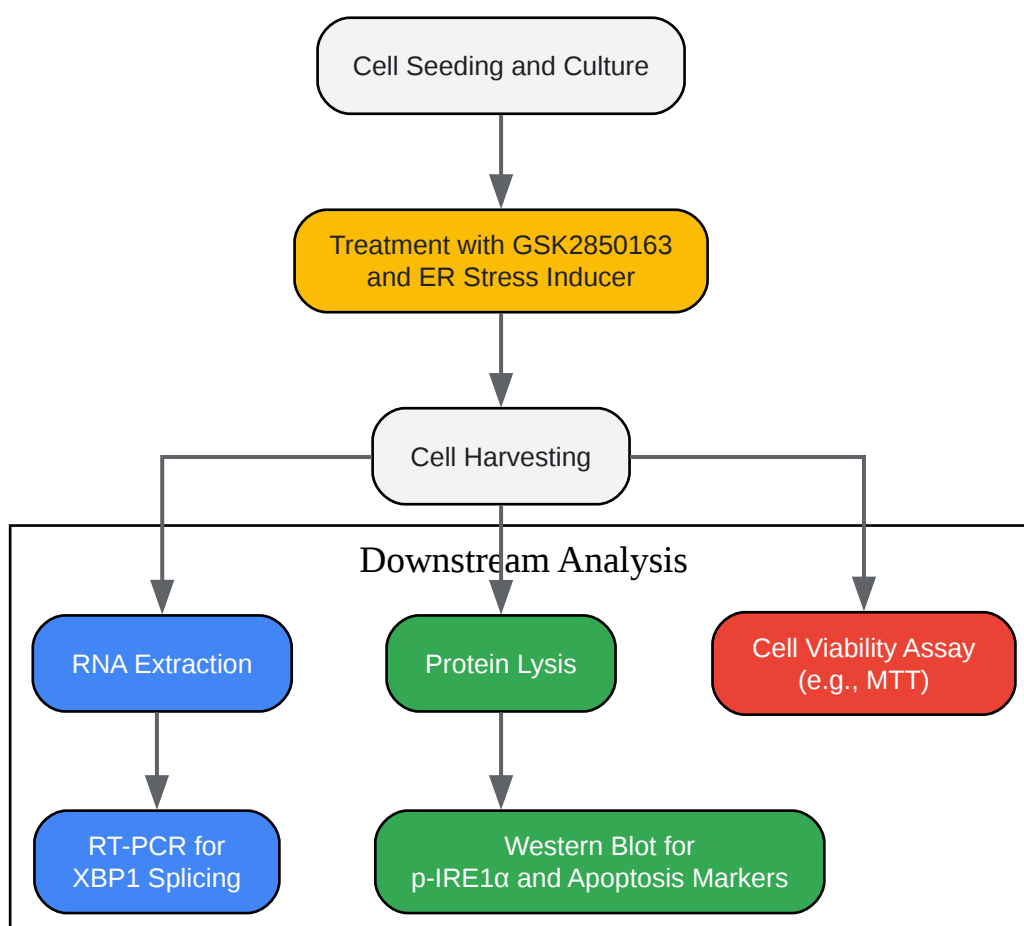 Cell Seeding and Culture
Treatment with GSK2850163
and ER Stress Inducer
Cell Harvesting
Downstream Analysis
RNA Extraction
Protein Lysis
Cell Viability Assay
(e.g., MTT)
RT-PCR for
XBP1 Splicing
Western Blot for
p-IRE1α and Apoptosis Markers